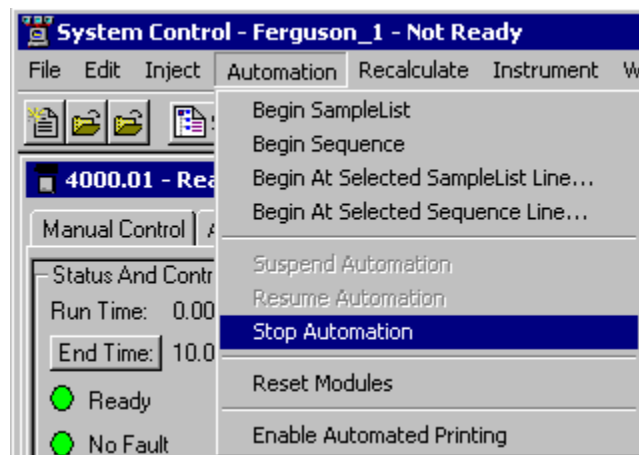 System Control - Ferguson_1 - Not Ready
File Edit Inject Automation Recalculate Instrument
Begin SampleList
Begin Sequence
Begin At Selected SampleList Line...
Begin At Selected Sequence Line...
Suspend Automation
Resume Automation
Stop Automation
Reset Modules
Enable Automated Printing
4000.01 - Rea
Manual Control
Status And Contr
Run Time: 0.00
End Time: 10.0
Ready
No Fault